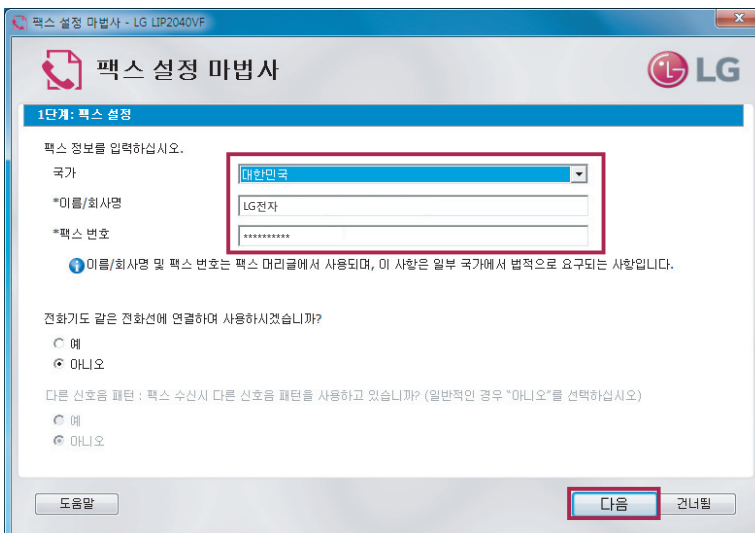 팩스 설정 마법사 - LG LIP2040VF
팩스 설정 마법사
LG
1단계: 팩스 설정
팩스 정보를 입력하십시오.
국가
대한민국
*이름/회사명
LG전자
*팩스 번호
**********
이름/회사명 및 팩스 번호는 팩스 머리글에서 사용되며, 이 사항은 일부 국가에서 법적으로 요구되는 사항입니다.
전화기도 같은 전화선에 연결하여 사용하시겠습니까?
예
아니오
다른 신호음 패턴 : 팩스 수신시 다른 신호음 패턴을 사용하고 있습니까? (일반적인 경우 "아니오"를 선택하십시오)
예
아니오
도움말
다음
건너뜀